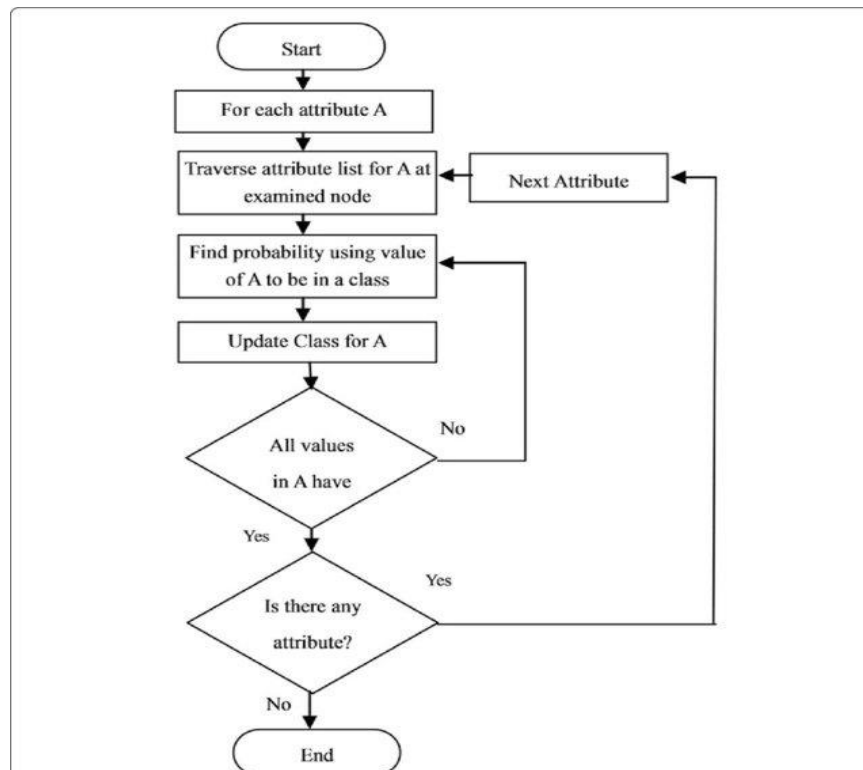 Start
For each attribute A
Traverse attribute list for A at
examined node
Next Attribute
Find probability using value
of A to be in a class
Update Class for A
No
All values
in A have
Yes
Yes
Is there any
attribute?
No
End